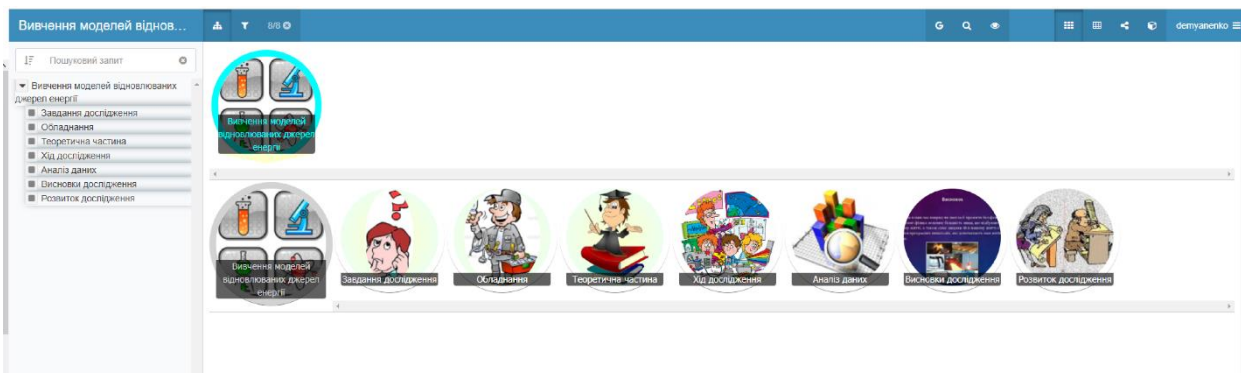 Вивчення моделей віднов...
8/8
G
demyanenko
Пошуковий запит
Вивчення моделей відновлюваних
джерел енергії
Завдання дослідження
Обладнання
Теоретична частина
Хід дослідження
Аналіз даних
Висновки дослідження
Розвиток дослідження
Вивчення моделей
відновлюваних джерел
енергії
Вивчення моделей
відновлюваних джерел
енергії
Завдання дослідження
Обладнання
Теоретична частина
Хід дослідження
Аналіз даних
Висновки дослідження
Розвиток дослідження